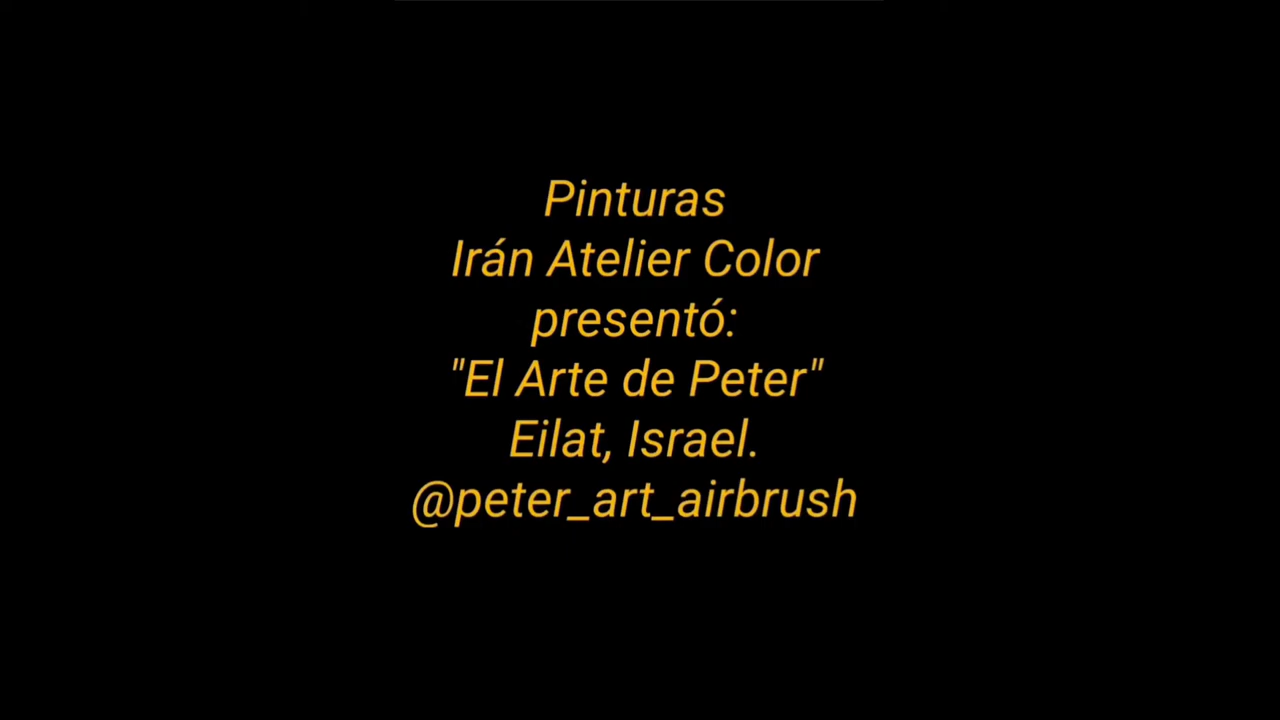 Pinturas
Irán Atelier Color
presentó:
"El Arte de Peter"
Eilat, Israel.
@peter_art_airbrush